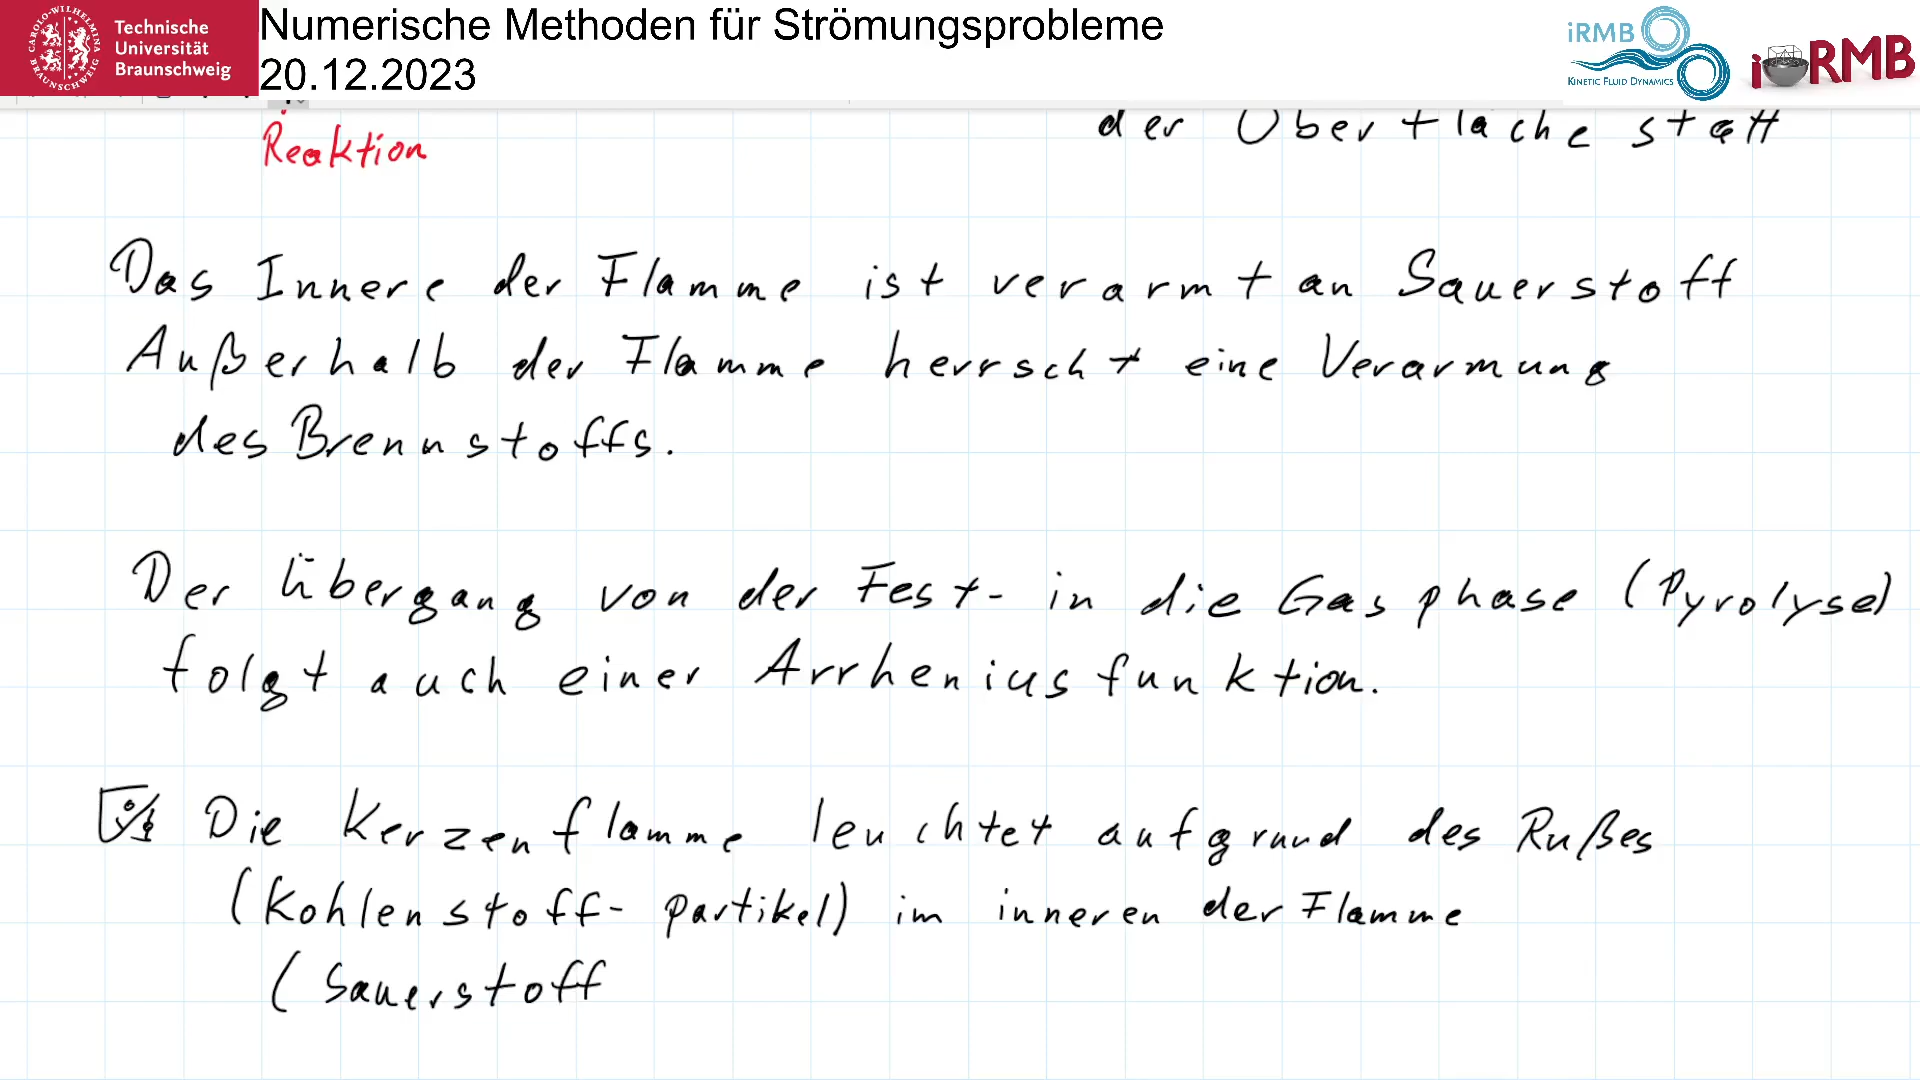 Technische
Universität
Braunschweig
Numerische Methoden für Strömungsprobleme
20.12.2023
iRMB
KINETIC FLUID DYNAMICS
iRMB
Reaktion
der Oberfläche statt
Das Innere der Flamme ist verarmt an Sauerstoff
Außerhalb der Flamme herrscht eine Verarmung
des Brennstoffs.
Der Übergang von der Fest- in die Gasphase (Pyrolyse)
folgt auch einer Arrheniusfunktion.
Die Kerzenflamme leuchtet aufgrund des Rußes
(Kohlenstoff-partikel) im inneren der Flamme
(Sauerstoff